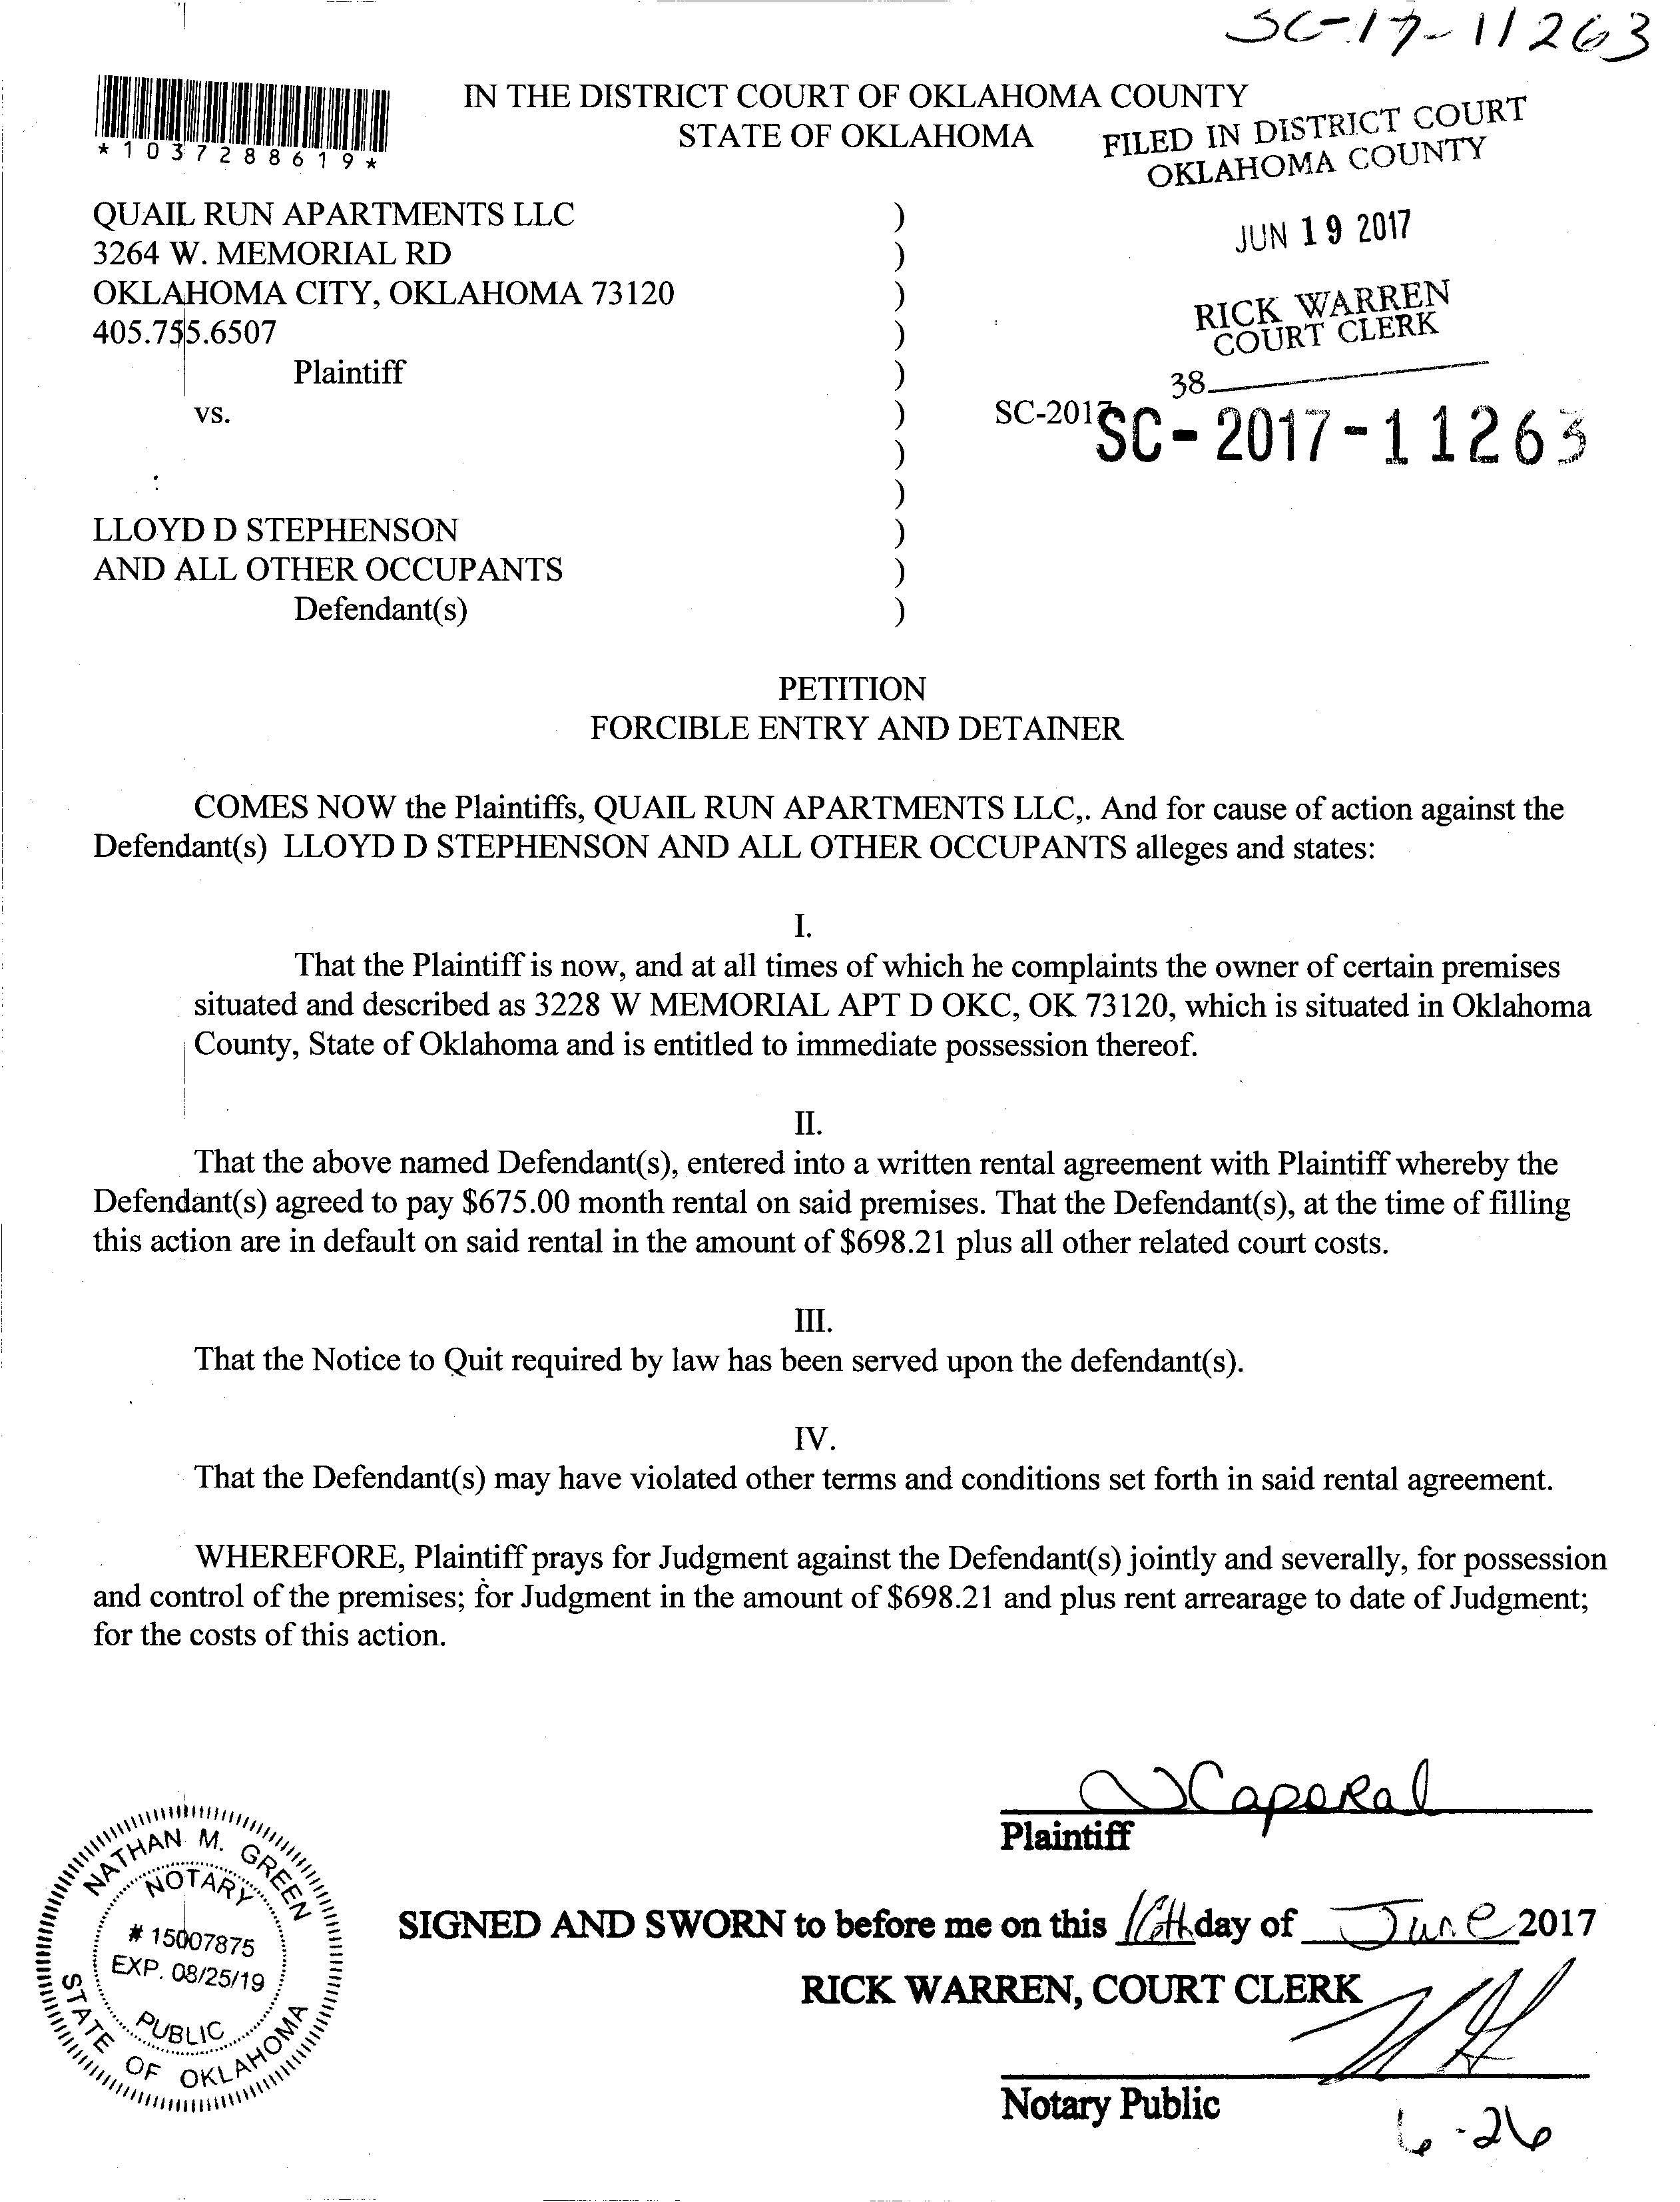 SC-17-11263
*1037288619*
IN THE DISTRICT COURT OF OKLAHOMA COUNTY
STATE OF OKLAHOMA
FILED IN DISTRICT COURT
OKLAHOMA COUNTY
JUN 19 2017
RICK WARREN
COURT CLERK
38
QUAIL RUN APARTMENTS LLC )
3264 W. MEMORIAL RD )
OKLAHOMA CITY, OKLAHOMA 73120 )
405.755.6507 )
Plaintiff )
vs. ) SC-2017 SC-2017-11263
)
)
LLOYD D STEPHENSON )
AND ALL OTHER OCCUPANTS )
Defendant(s) )
PETITION
FORCIBLE ENTRY AND DETAINER
COMES NOW the Plaintiffs, QUAIL RUN APARTMENTS LLC,. And for cause of action against the
Defendant(s) LLOYD D STEPHENSON AND ALL OTHER OCCUPANTS alleges and states:
I.
That the Plaintiff is now, and at all times of which he complaints the owner of certain premises
situated and described as 3228 W MEMORIAL APT D OKC, OK 73120, which is situated in Oklahoma
County, State of Oklahoma and is entitled to immediate possession thereof.
II.
That the above named Defendant(s), entered into a written rental agreement with Plaintiff whereby the
Defendant(s) agreed to pay $675.00 month rental on said premises. That the Defendant(s), at the time of filling
this action are in default on said rental in the amount of $698.21 plus all other related court costs.
III.
That the Notice to Quit required by law has been served upon the defendant(s).
IV.
That the Defendant(s) may have violated other terms and conditions set forth in said rental agreement.
WHEREFORE, Plaintiff prays for Judgment against the Defendant(s) jointly and severally, for possession
and control of the premises; for Judgment in the amount of $698.21 and plus rent arrearage to date of Judgment;
for the costs of this action.
Plaintiff
NATHAN M. GREEN
NOTARY
# 15007875
EXP. 08/25/19
PUBLIC
STATE OF OKLAHOMA
SIGNED AND SWORN to before me on this day of June 2017
RICK WARREN, COURT CLERK
Notary Public
6-26